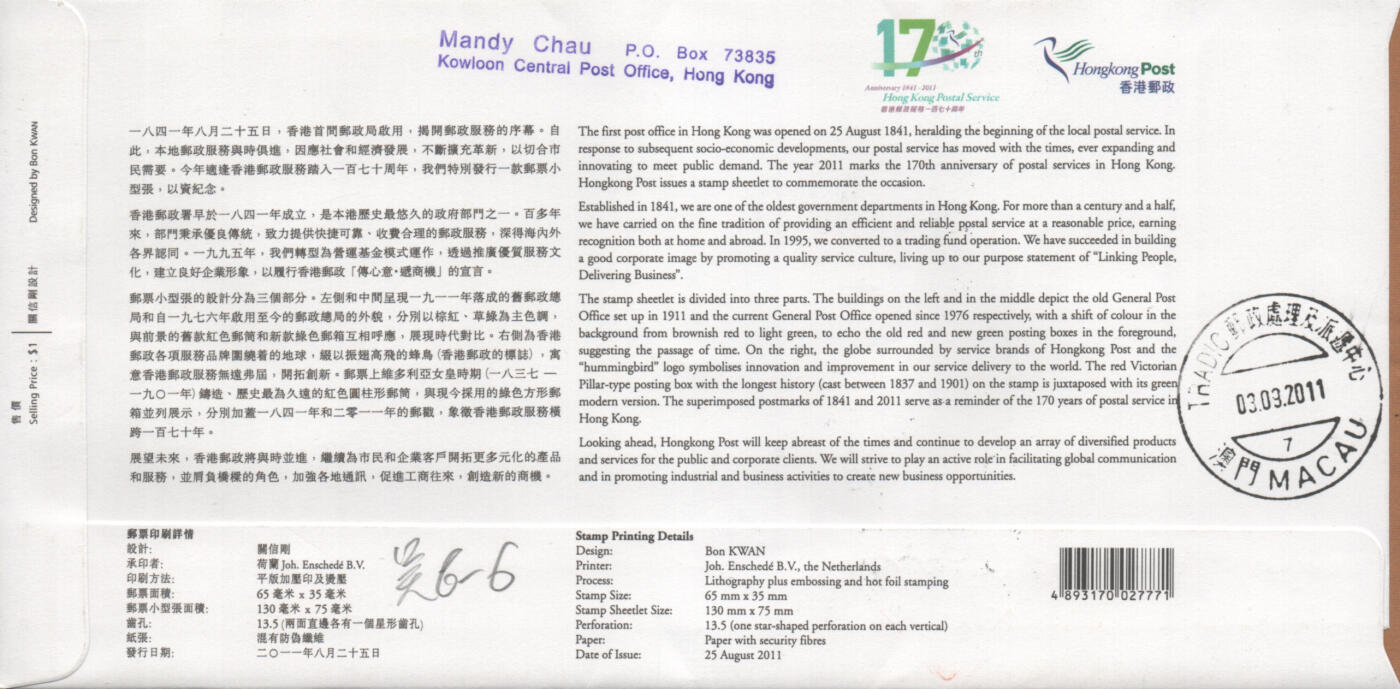 Mandy Chau P.O. Box 73835
Kowloon Central Post Office, Hong Kong
170th
Anniversary 1841 - 2011
Hong Kong Postal Service
香港郵政服務一百七十周年
Hongkong Post
香港郵政
售價
Selling Price : $1
關信剛設計
Designed by Bon KWAN
一八四一年八月二十五日，香港首間郵政局啟用，揭開郵政服務的序幕。自
此，本地郵政服務與時俱進，因應社會和經濟發展，不斷擴充革新，以切合市
民需要。今年適逢香港郵政服務踏入一百七十周年，我們特別發行一款郵票小
型張，以資紀念。
香港郵政署早於一八四一年成立，是本港歷史最悠久的政府部門之一。百多年
來，部門秉承優良傳統，致力提供快捷可靠、收費合理的郵政服務，深得海內外
各界認同。一九九五年，我們轉型為營運基金模式運作，透過推廣優質服務文
化，建立良好企業形象，以履行香港郵政「傳心意·遞商機」的宣言。
郵票小型張的設計分為三個部分。左側和中間呈現一九一一年落成的舊郵政總
局和自一九七六年啟用至今的郵政總局的外貌，分別以棕紅、草綠為主色調，
與前景的舊款紅色郵筒和新款綠色郵箱互相呼應，展現時代對比。右側為香港
郵政各項服務品牌圍繞着的地球，綴以振翅高飛的蜂鳥（香港郵政的標誌），寓
意香港郵政服務無遠弗屆，開拓創新。郵票上維多利亞女皇時期（一八三七 —
一九〇一年）鑄造、歷史最為久遠的紅色圓柱形郵筒，與現今採用的綠色方形郵
箱並列展示，分別加蓋一八四一年和二零一一年的郵戳，象徵香港郵政服務橫
跨一百七十年。
展望未來，香港郵政將與時並進，繼續為市民和企業客戶開拓更多元化的產品
和服務，並肩負橋樑的角色，加強各地通訊，促進工商往來，創造新的商機。
The first post office in Hong Kong was opened on 25 August 1841, heralding the beginning of the local postal service. In
response to subsequent socio-economic developments, our postal service has moved with the times, ever expanding and
innovating to meet public demand. The year 2011 marks the 170th anniversary of postal services in Hong Kong.
Hongkong Post issues a stamp sheetlet to commemorate the occasion.
Established in 1841, we are one of the oldest government departments in Hong Kong. For more than a century and a half,
we have carried on the fine tradition of providing an efficient and reliable postal service at a reasonable price, earning
recognition both at home and abroad. In 1995, we converted to a trading fund operation. We have succeeded in building
a good corporate image by promoting a quality service culture, living up to our purpose statement of “Linking People,
Delivering Business”.
The stamp sheetlet is divided into three parts. The buildings on the left and in the middle depict the old General Post
Office set up in 1911 and the current General Post Office opened since 1976 respectively, with a shift of colour in the
background from brownish red to light green, to echo the old red and new green posting boxes in the foreground,
suggesting the passage of time. On the right, the globe surrounded by service brands of Hongkong Post and the
“hummingbird” logo symbolises innovation and improvement in our service delivery to the world. The red Victorian
Pillar-type posting box with the longest history (cast between 1837 and 1901) on the stamp is juxtaposed with its green
modern version. The superimposed postmarks of 1841 and 2011 serve as a reminder of the 170 years of postal service in
Hong Kong.
Looking ahead, Hongkong Post will keep abreast of the times and continue to develop an array of diversified products
and services for the public and corporate clients. We will strive to play an active role in facilitating global communication
and in promoting industrial and business activities to create new business opportunities.
郵政處理及派遞中心
03.09.2011
7
澳門 MACAU
郵票印刷詳情
設計: 關信剛
承印者: 荷蘭 Joh. Enschedé B.V.
印刷方法: 平版加壓印及燙壓
郵票面積: 65 毫米 x 35 毫米
郵票小型張面積: 130 毫米 x 75 毫米
齒孔: 13.5 (兩面直邊各有一個星形齒孔)
紙張: 混有防偽纖維
發行日期: 二〇一一年八月二十五日
6-6
Stamp Printing Details
Design: Bon KWAN
Printer: Joh. Enschedé B.V., the Netherlands
Process: Lithography plus embossing and hot foil stamping
Stamp Size: 65 mm x 35 mm
Stamp Sheetlet Size: 130 mm x 75 mm
Perforation: 13.5 (one star-shaped perforation on each vertical)
Paper: Paper with security fibres
Date of Issue: 25 August 2011
4 893170 027771